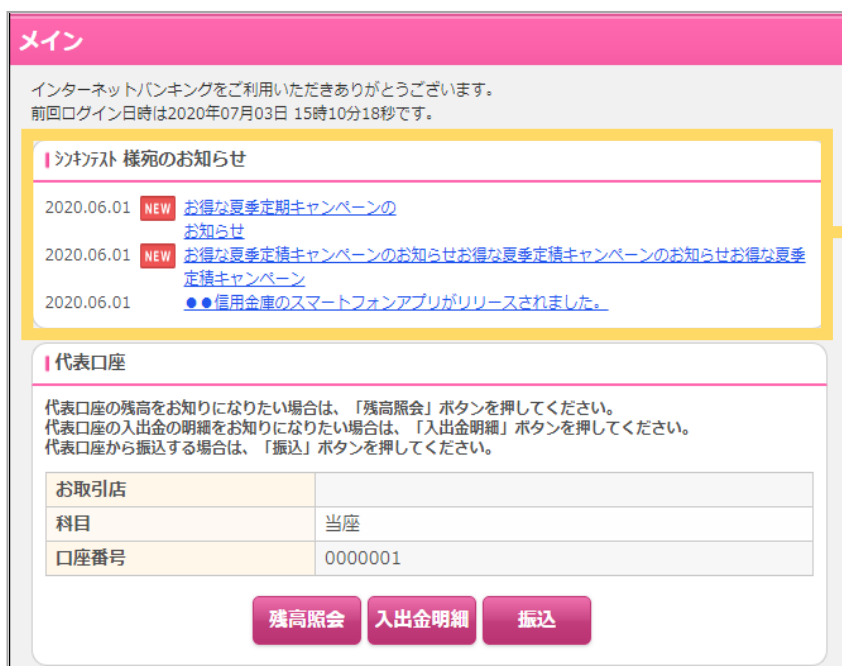 メイン
インターネットバンキングをご利用いただきありがとうございます。
前回ログイン日時は2020年07月03日 15時10分18秒です。
ｼﾝｷﾝﾃｽﾄ 様宛のお知らせ
2020.06.01 NEW お得な夏季定期キャンペーンの
お知らせ
2020.06.01 NEW お得な夏季定積キャンペーンのお知らせお得な夏季定積キャンペーンのお知らせお得な夏季
定積キャンペーン
2020.06.01 ●●信用金庫のスマートフォンアプリがリリースされました。
代表口座
代表口座の残高をお知りになりたい場合は、「残高照会」ボタンを押してください。
代表口座の入出金の明細をお知りになりたい場合は、「入出金明細」ボタンを押してください。
代表口座から振込する場合は、「振込」ボタンを押してください。
お取引店
科目 当座
口座番号 0000001
残高照会 入出金明細 振込